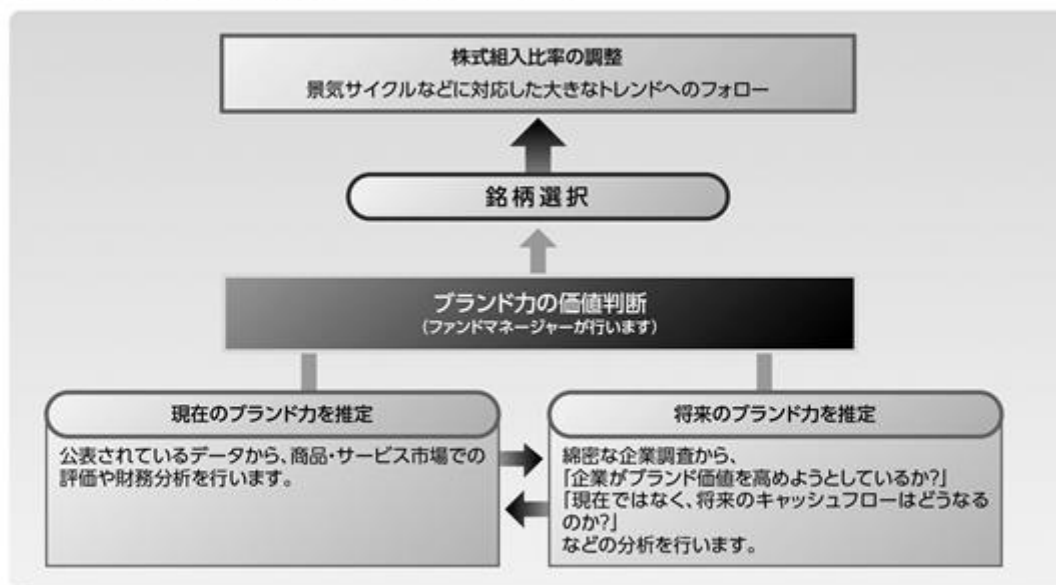 株式組入比率の調整
景気サイクルなどに対応した大きなトレンドへのフォロー
銘柄選択
ブランド力の価値判断
(ファンドマネージャーが行います)
現在のブランド力を推定
公表されているデータから、商品・サービス市場での
評価や財務分析を行います。
将来のブランド力を推定
綿密な企業調査から、
「企業がブランド価値を高めようとしているか?」
「現在ではなく、将来のキャッシュフローはどうなる
のか?」
などの分析を行います。